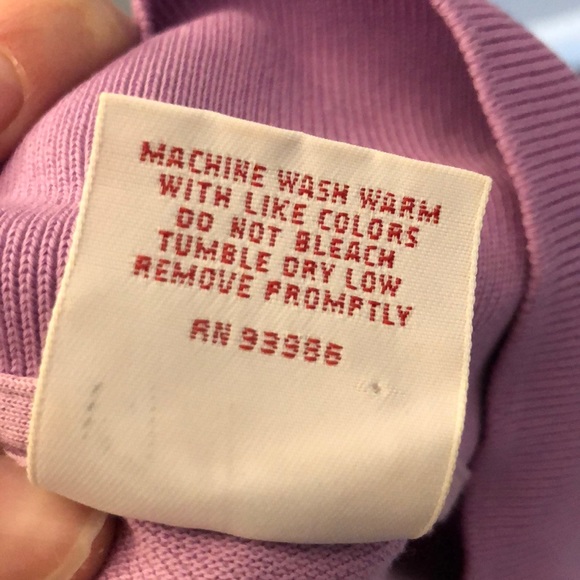 MACHINE WASH WARM
WITH LIKE COLORS
DO NOT BLEACH
TUMBLE DRY LOW
REMOVE PROMPTLY
RN 93986